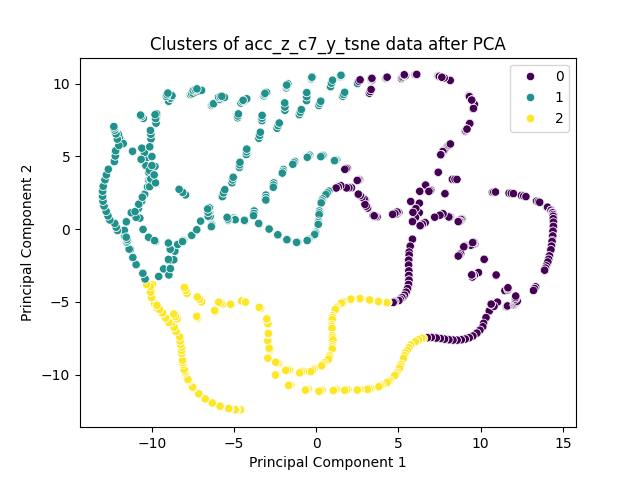 Clusters of acc_z_c7_y_tsne data after PCA
Principal Component 2
10
5
0
−5
−10
0
1
2
−10 −5 0 5 10 15
Principal Component 1